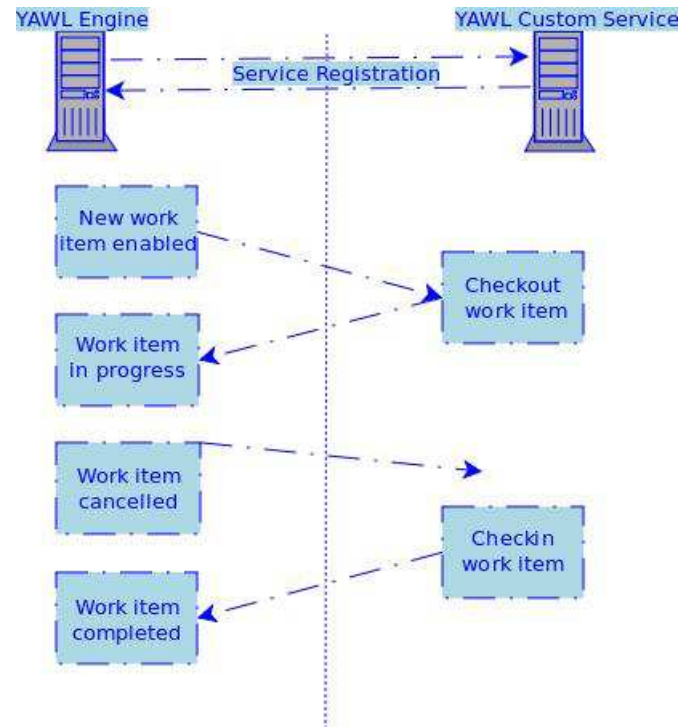 YAWL Engine
YAWL Custom Service
Service Registration
New work
item enabled
Checkout
work item
Work item
in progress
Work item
cancelled
Checkin
work item
Work item
completed